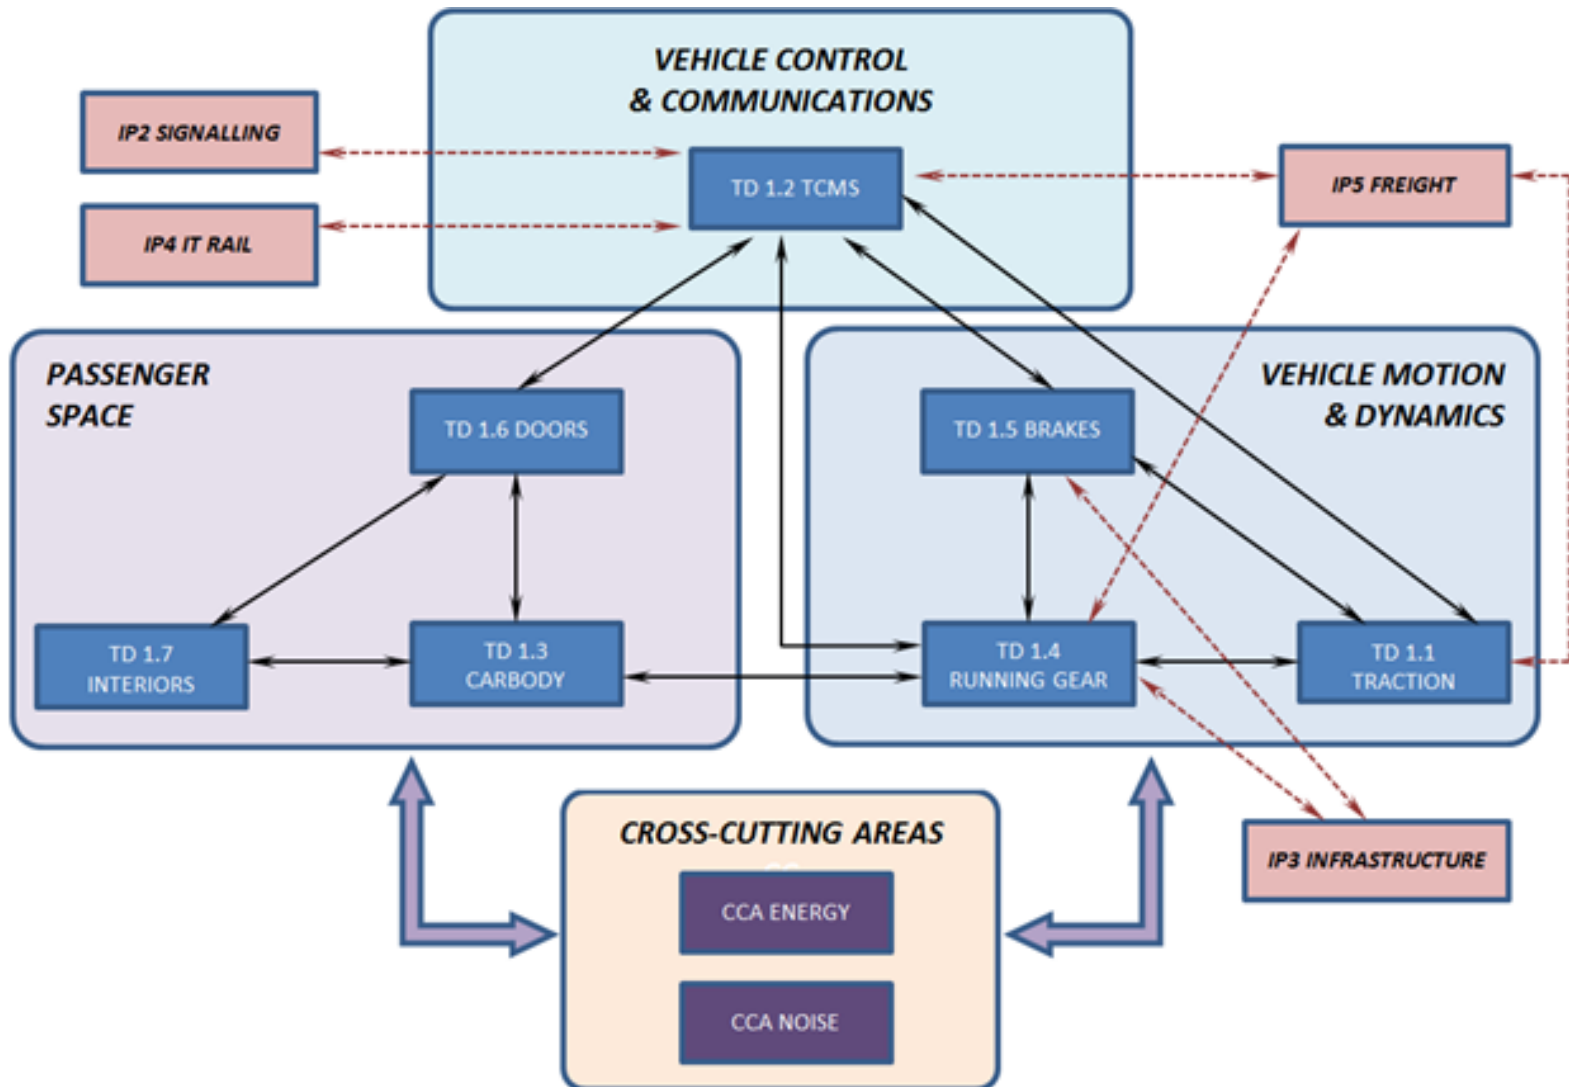 VEHICLE CONTROL
& COMMUNICATIONS
IP2 SIGNALLING
TD 1.2 TCMS
IP5 FREIGHT
IP4 IT RAIL
PASSENGER
SPACE
VEHICLE MOTION
& DYNAMICS
TD 1.6 DOORS
TD 1.5 BRAKES
TD 1.7
INTERIORS
TD 1.3
CARBODY
TD 1.4
RUNNING GEAR
TD 1.1
TRACTION
CROSS-CUTTING AREAS
IP3 INFRASTRUCTURE
CCA ENERGY
CCA NOISE